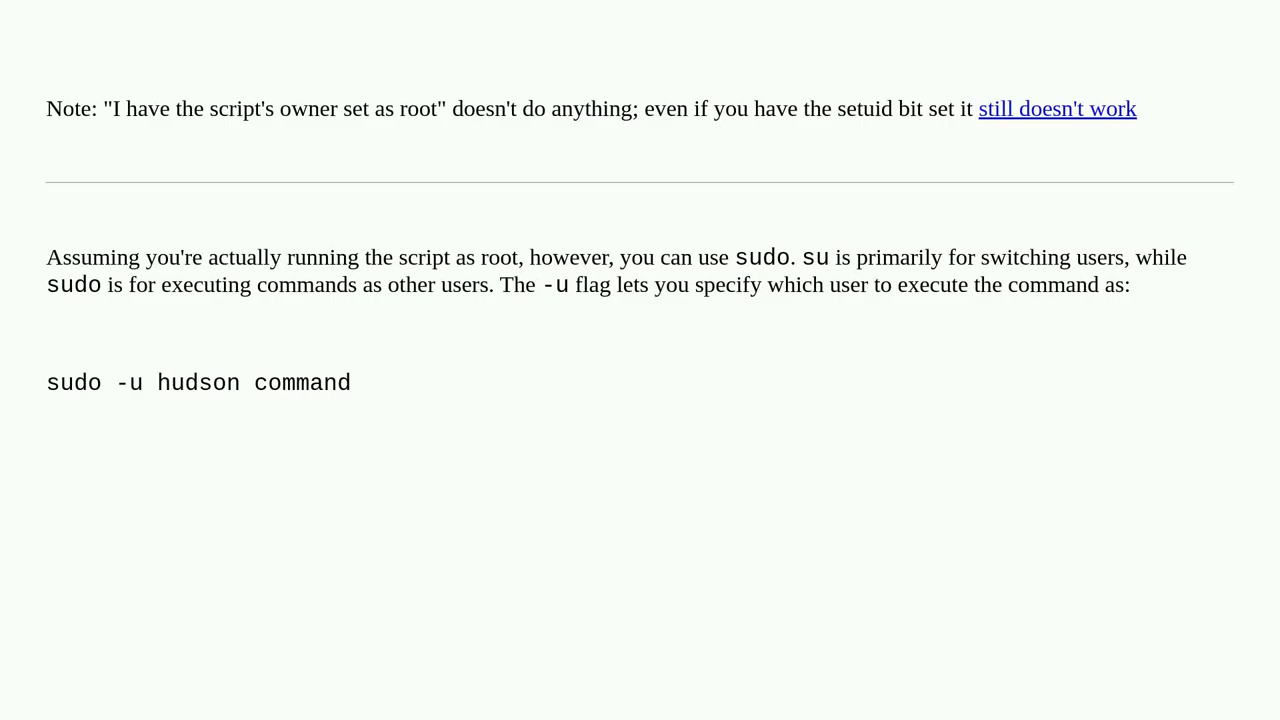 Note: "I have the script's owner set as root" doesn't do anything; even if you have the setuid bit set it still doesn't work
Assuming you're actually running the script as root, however, you can use sudo. su is primarily for switching users, while
sudo is for executing commands as other users. The -u flag lets you specify which user to execute the command as:
sudo -u hudson command